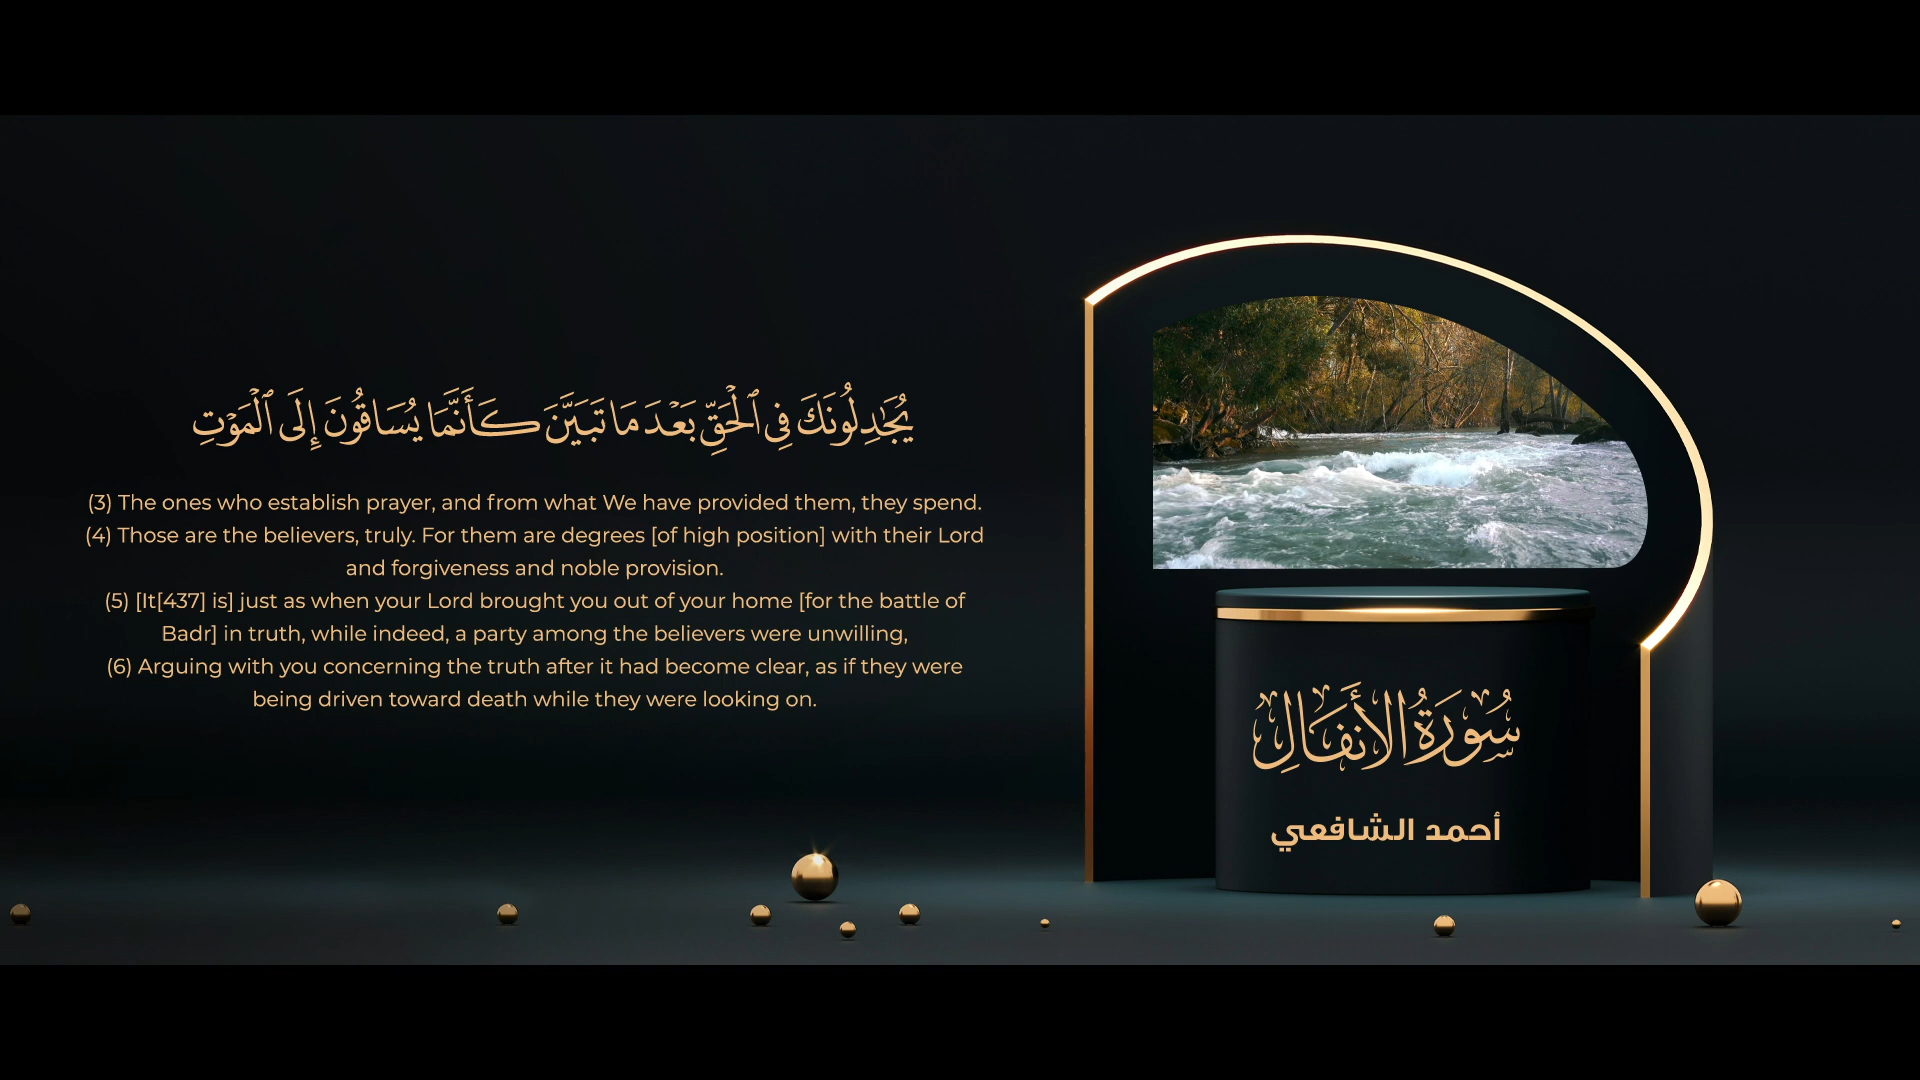 يُجَٰدِلُونَكَ فِي ٱلْحَقِّ بَعْدَ مَا تَبَيَّنَ كَأَنَّمَا يُسَاقُونَ إِلَى ٱلْمَوْتِ
(3) The ones who establish prayer, and from what We have provided them, they spend.
(4) Those are the believers, truly. For them are degrees [of high position] with their Lord
and forgiveness and noble provision.
(5) [It[437] is] just as when your Lord brought you out of your home [for the battle of
Badr] in truth, while indeed, a party among the believers were unwilling,
(6) Arguing with you concerning the truth after it had become clear, as if they were
being driven toward death while they were looking on.
سُورَةُ الأَنفَالِ
أحمد الشافعي